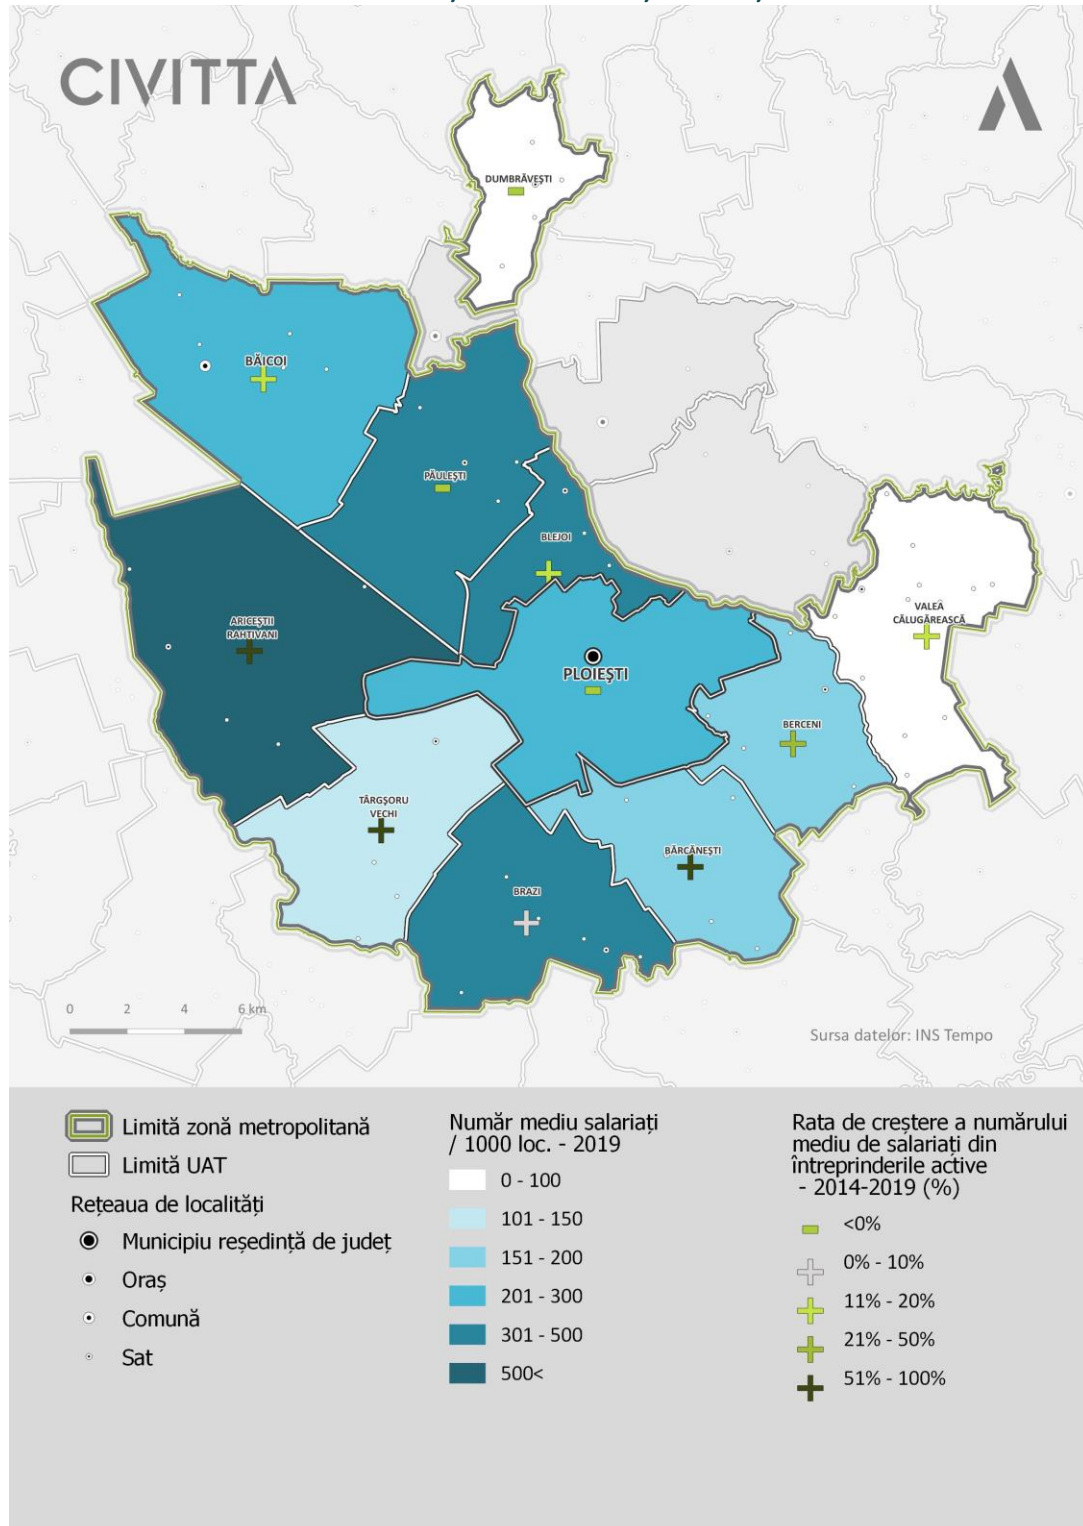 CIVITTA
DUMBRĂVEȘTI
BĂICOI
PĂULEȘTI
BLEJOI
ARICEȘTII
RAHTIVANI
VALEA
CĂLUGĂREASCĂ
PLOIEȘTI
BERCENI
TÂRGȘORU
VECHI
BĂRCĂNEȘTI
BRAZI
0 2 4 6 km
Sursa datelor: INS Tempo
Limită zonă metropolitană
Limită UAT
Rețeaua de localități
Municipiu reședință de județ
Oraș
Comună
Sat
Număr mediu salariați
/ 1000 loc. - 2019
0 - 100
101 - 150
151 - 200
201 - 300
301 - 500
500<
Rata de creștere a numărului
mediu de salariați din
întreprinderile active
- 2014-2019 (%)
<0%
0% - 10%
11% - 20%
21% - 50%
51% - 100%